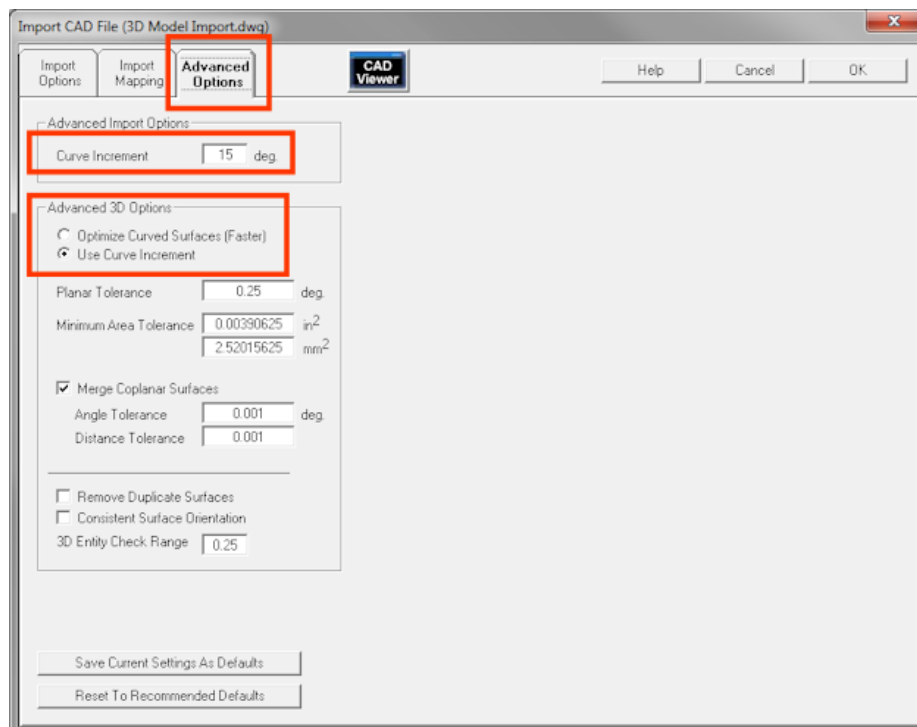 Import CAD File (3D Model Import.dwg)
x
Import Options
Import Mapping
Advanced Options
CAD Viewer
Help
Cancel
OK
Advanced Import Options
Curve Increment 15 deg.
Advanced 3D Options
Optimize Curved Surfaces (Faster)
Use Curve Increment
Planar Tolerance 0.25 deg.
Minimum Area Tolerance 0.00390625 in²
2.52015625 mm²
Merge Coplanar Surfaces
Angle Tolerance 0.001 deg.
Distance Tolerance 0.001
Remove Duplicate Surfaces
Consistent Surface Orientation
3D Entity Check Range 0.25
Save Current Settings As Defaults
Reset To Recommended Defaults